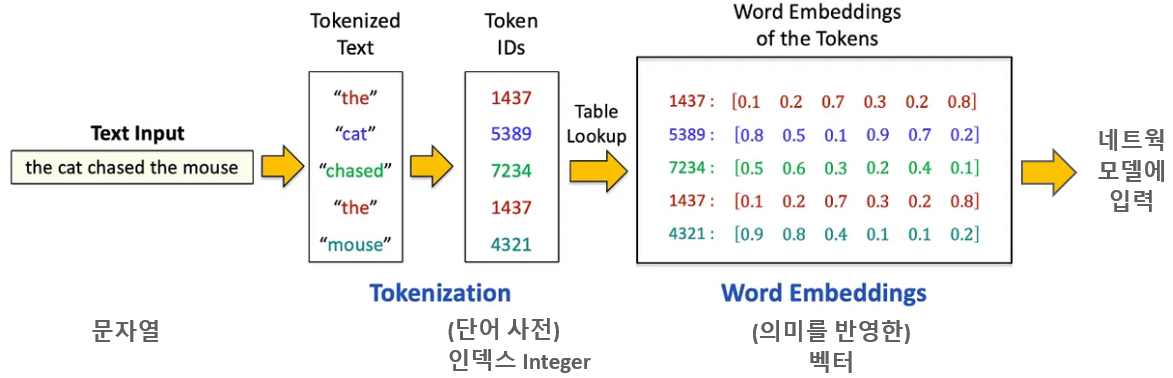 Text Input
the cat chased the mouse
문자열
Tokenized
Text
“the”
“cat”
“chased”
“the”
“mouse”
Token
IDs
1437
5389
7234
1437
4321
Tokenization
(단어 사전)
인덱스 Integer
Table
Lookup
Word Embeddings
of the Tokens
1437 : [0.1 0.2 0.7 0.3 0.2 0.8]
5389 : [0.8 0.5 0.1 0.9 0.7 0.2]
7234 : [0.5 0.6 0.3 0.2 0.4 0.1]
1437 : [0.1 0.2 0.7 0.3 0.2 0.8]
4321 : [0.9 0.8 0.4 0.1 0.1 0.2]
Word Embeddings
(의미를 반영한)
벡터
네트웍
모델에
입력